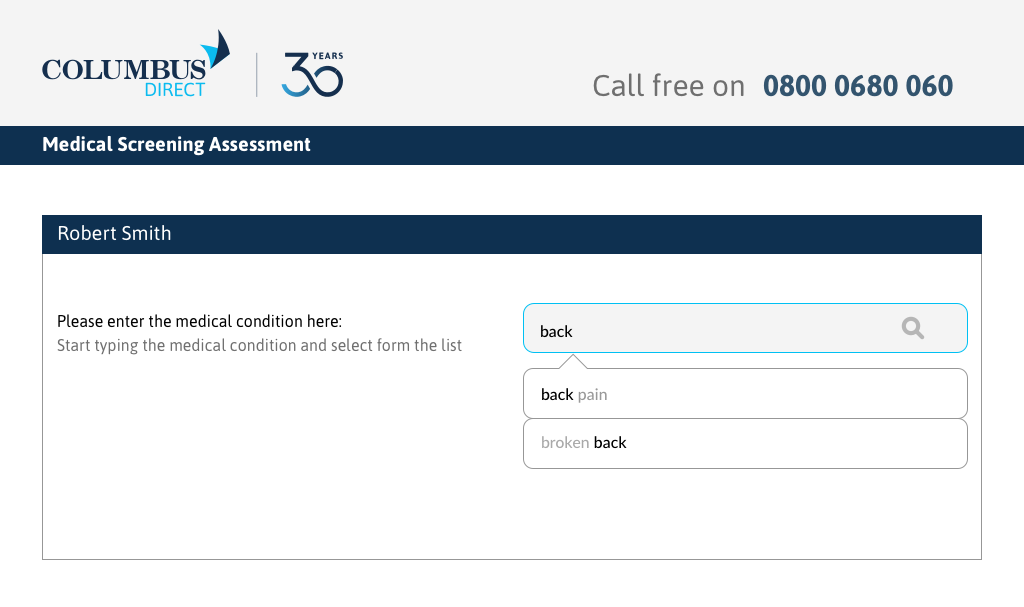 COLUMBUS
DIRECT
30 YEARS
Call free on 0800 0680 060
Medical Screening Assessment
Robert Smith
Please enter the medical condition here:
Start typing the medical condition and select form the list
back
back pain
broken back